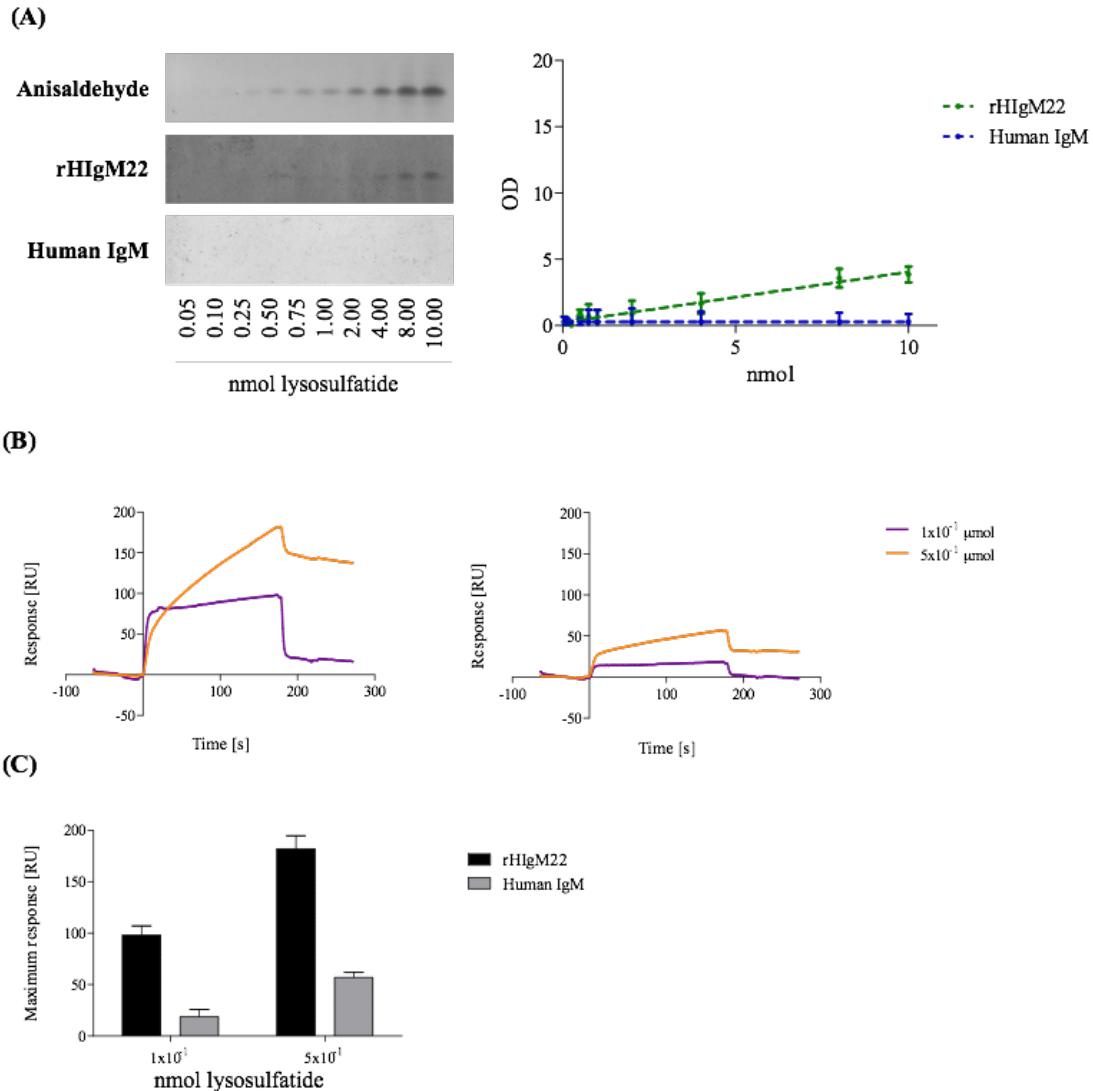 (A)
Anisaldehyde
rHIgM22
Human IgM
0.05
0.10
0.25
0.50
0.75
1.00
2.00
4.00
8.00
10.00
nmol lysosulfatide
20
15
10
5
0
OD
0
5
10
nmol
rHIgM22
Human IgM
(B)
200
150
100
50
-50
Response [RU]
-100
100
200
300
Time [s]
200
150
100
50
-50
Response [RU]
-100
100
200
300
Time [s]
1x10⁻¹ μmol
5x10⁻¹ μmol
(C)
200
150
100
50
0
Maximum response [RU]
1x10⁻¹
5x10⁻¹
nmol lysosulfatide
rHIgM22
Human IgM